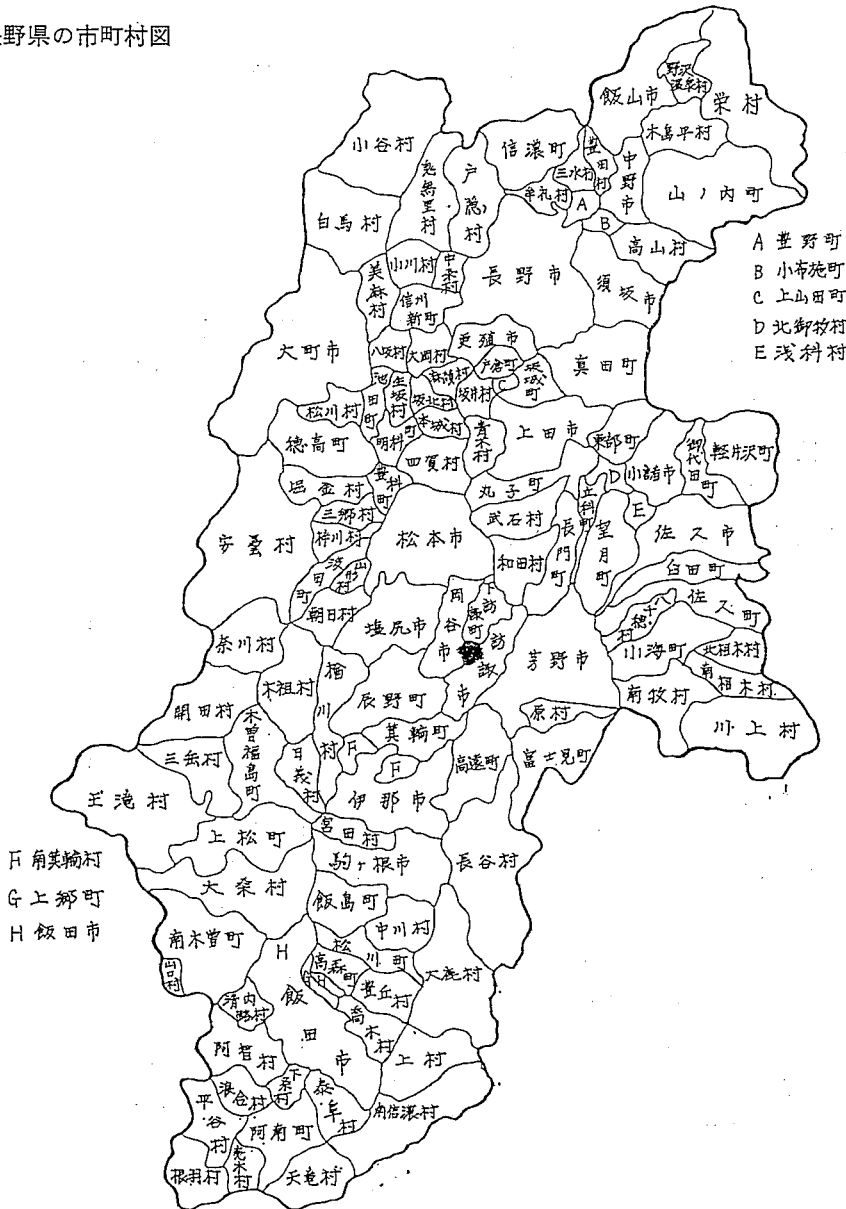 野県の市町村図
飯山市
野沢温泉村
栄村
木島平村
小谷村
信濃町
豊田村
中野市
三水村
牟礼村
A
B
山ノ内町
鬼無里村
戸隠村
白馬村
高山村
小川村
中条村
長野市
須坂市
美麻村
信州新町
A 豊野町
B 小布施町
C 上山田町
D 北御牧村
E 浅科村
大町市
八坂村
大岡村
更殖市
戸倉町
麻績村
坂井村
C
坂城町
真田町
池田町
生坂村
坂北村
松川村
本城村
青木村
上田市
東部町
御代田町
軽井沢町
穂高町
明科町
四賀村
D
小諸市
堀金村
豊科町
丸子町
立科町
E
三郷村
武石村
長門町
望月町
佐久市
安曇村
梓川村
松本市
和田村
臼田町
波田町
山形村
朝日村
塩尻市
岡谷市
下諏訪町
諏訪市
茅野市
佐久町
八千穂村
小海町
北相木村
南相木村
南牧村
川上村
奈川村
木祖村
楢川村
辰野町
開田村
木曽福島町
日義村
箕輪町
F
F
高遠町
原村
富士見町
三岳村
王滝村
伊那市
上松町
宮田村
F 南箕輪村
G 上郷町
H 飯田市
駒ヶ根市
長谷村
大桑村
飯島町
中川村
南木曽町
H
松川町
高森町
大鹿村
山口村
G
H
豊丘村
清内路村
飯田市
喬木村
上村
阿智村
下条村
泰阜村
南信濃村
浪合村
平谷村
阿南町
売木村
根羽村
天竜村